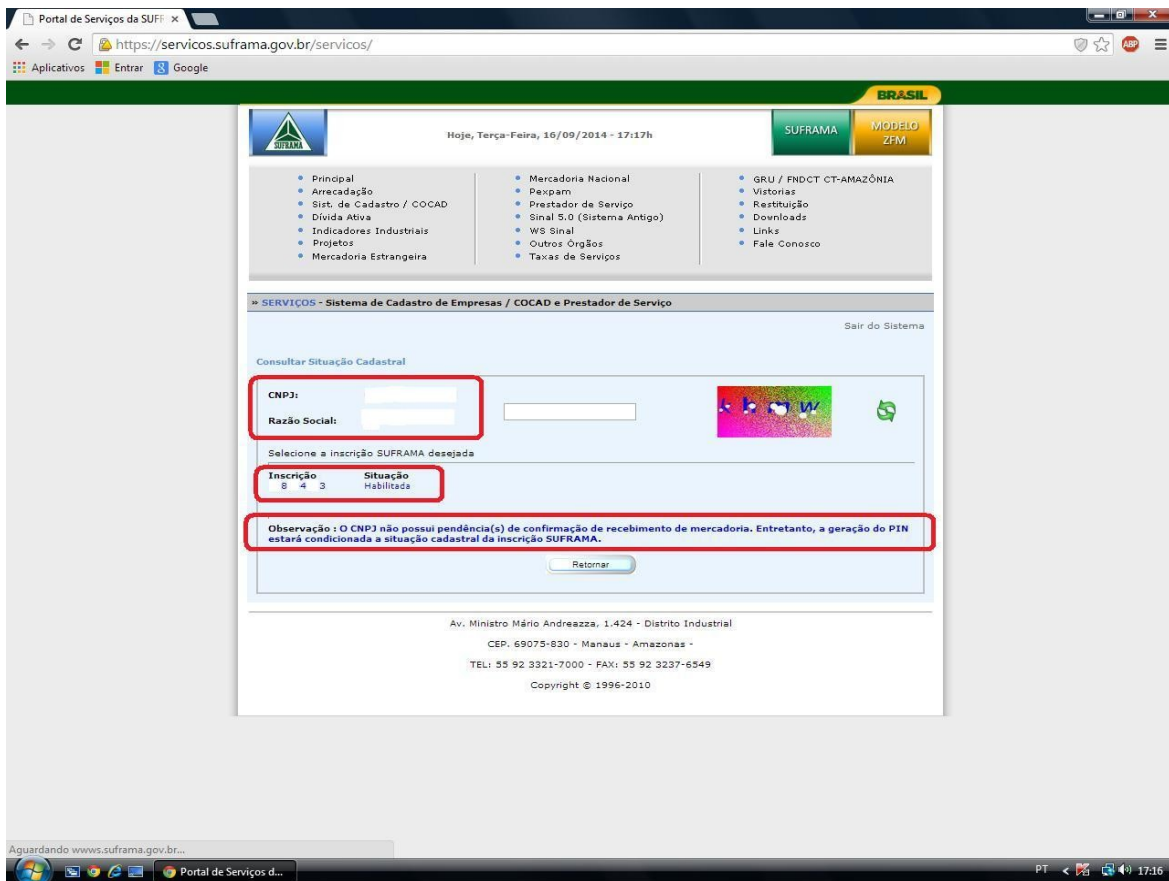 Portal de Serviços da SUFR
https://servicos.suframa.gov.br/servicos/
ABP
Aplicativos Entrar 8 Google
BRASIL
SUFRAMA
Hoje, Terça-Feira, 16/09/2014 - 17:17h
SUFRAMA
MODELO
ZFM
Principal
Arrecadação
Sist. de Cadastro / COCAD
Dívida Ativa
Indicadores Industriais
Projetos
Mercadoria Estrangeira
Mercadoria Nacional
Pexpam
Prestador de Serviço
Sinal 5.0 (Sistema Antigo)
WS Sinal
Outros Órgãos
Taxas de Serviços
GRU / FNDCT CT-AMAZÔNIA
Vistorias
Restituição
Downloads
Links
Fale Conosco
» SERVIÇOS - Sistema de Cadastro de Empresas / COCAD e Prestador de Serviço
Sair do Sistema
Consultar Situação Cadastral
CNPJ:
Razão Social:
Selecione a inscrição SUFRAMA desejada
Inscrição Situação
8 4 3 Habilitada
Observação : O CNPJ não possui pendência(s) de confirmação de recebimento de mercadoria. Entretanto, a geração do PIN
estará condicionada a situação cadastral da inscrição SUFRAMA.
Retornar
Av. Ministro Mário Andreazza, 1.424 - Distrito Industrial
CEP. 69075-830 - Manaus - Amazonas -
TEL: 55 92 3321-7000 - FAX: 55 92 3237-6549
Copyright © 1996-2010
Aguardando wwws.suframa.gov.br...
Portal de Serviços d...
PT
17:16